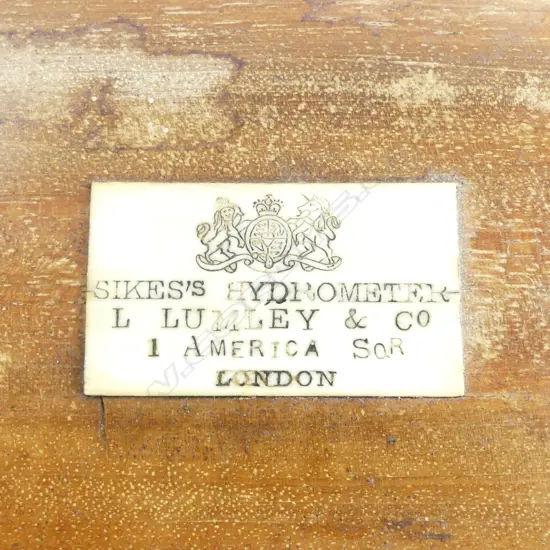 SIKES'S HYDROMETER
L LUMLEY & CO
1 AMERICA SQR
LONDON